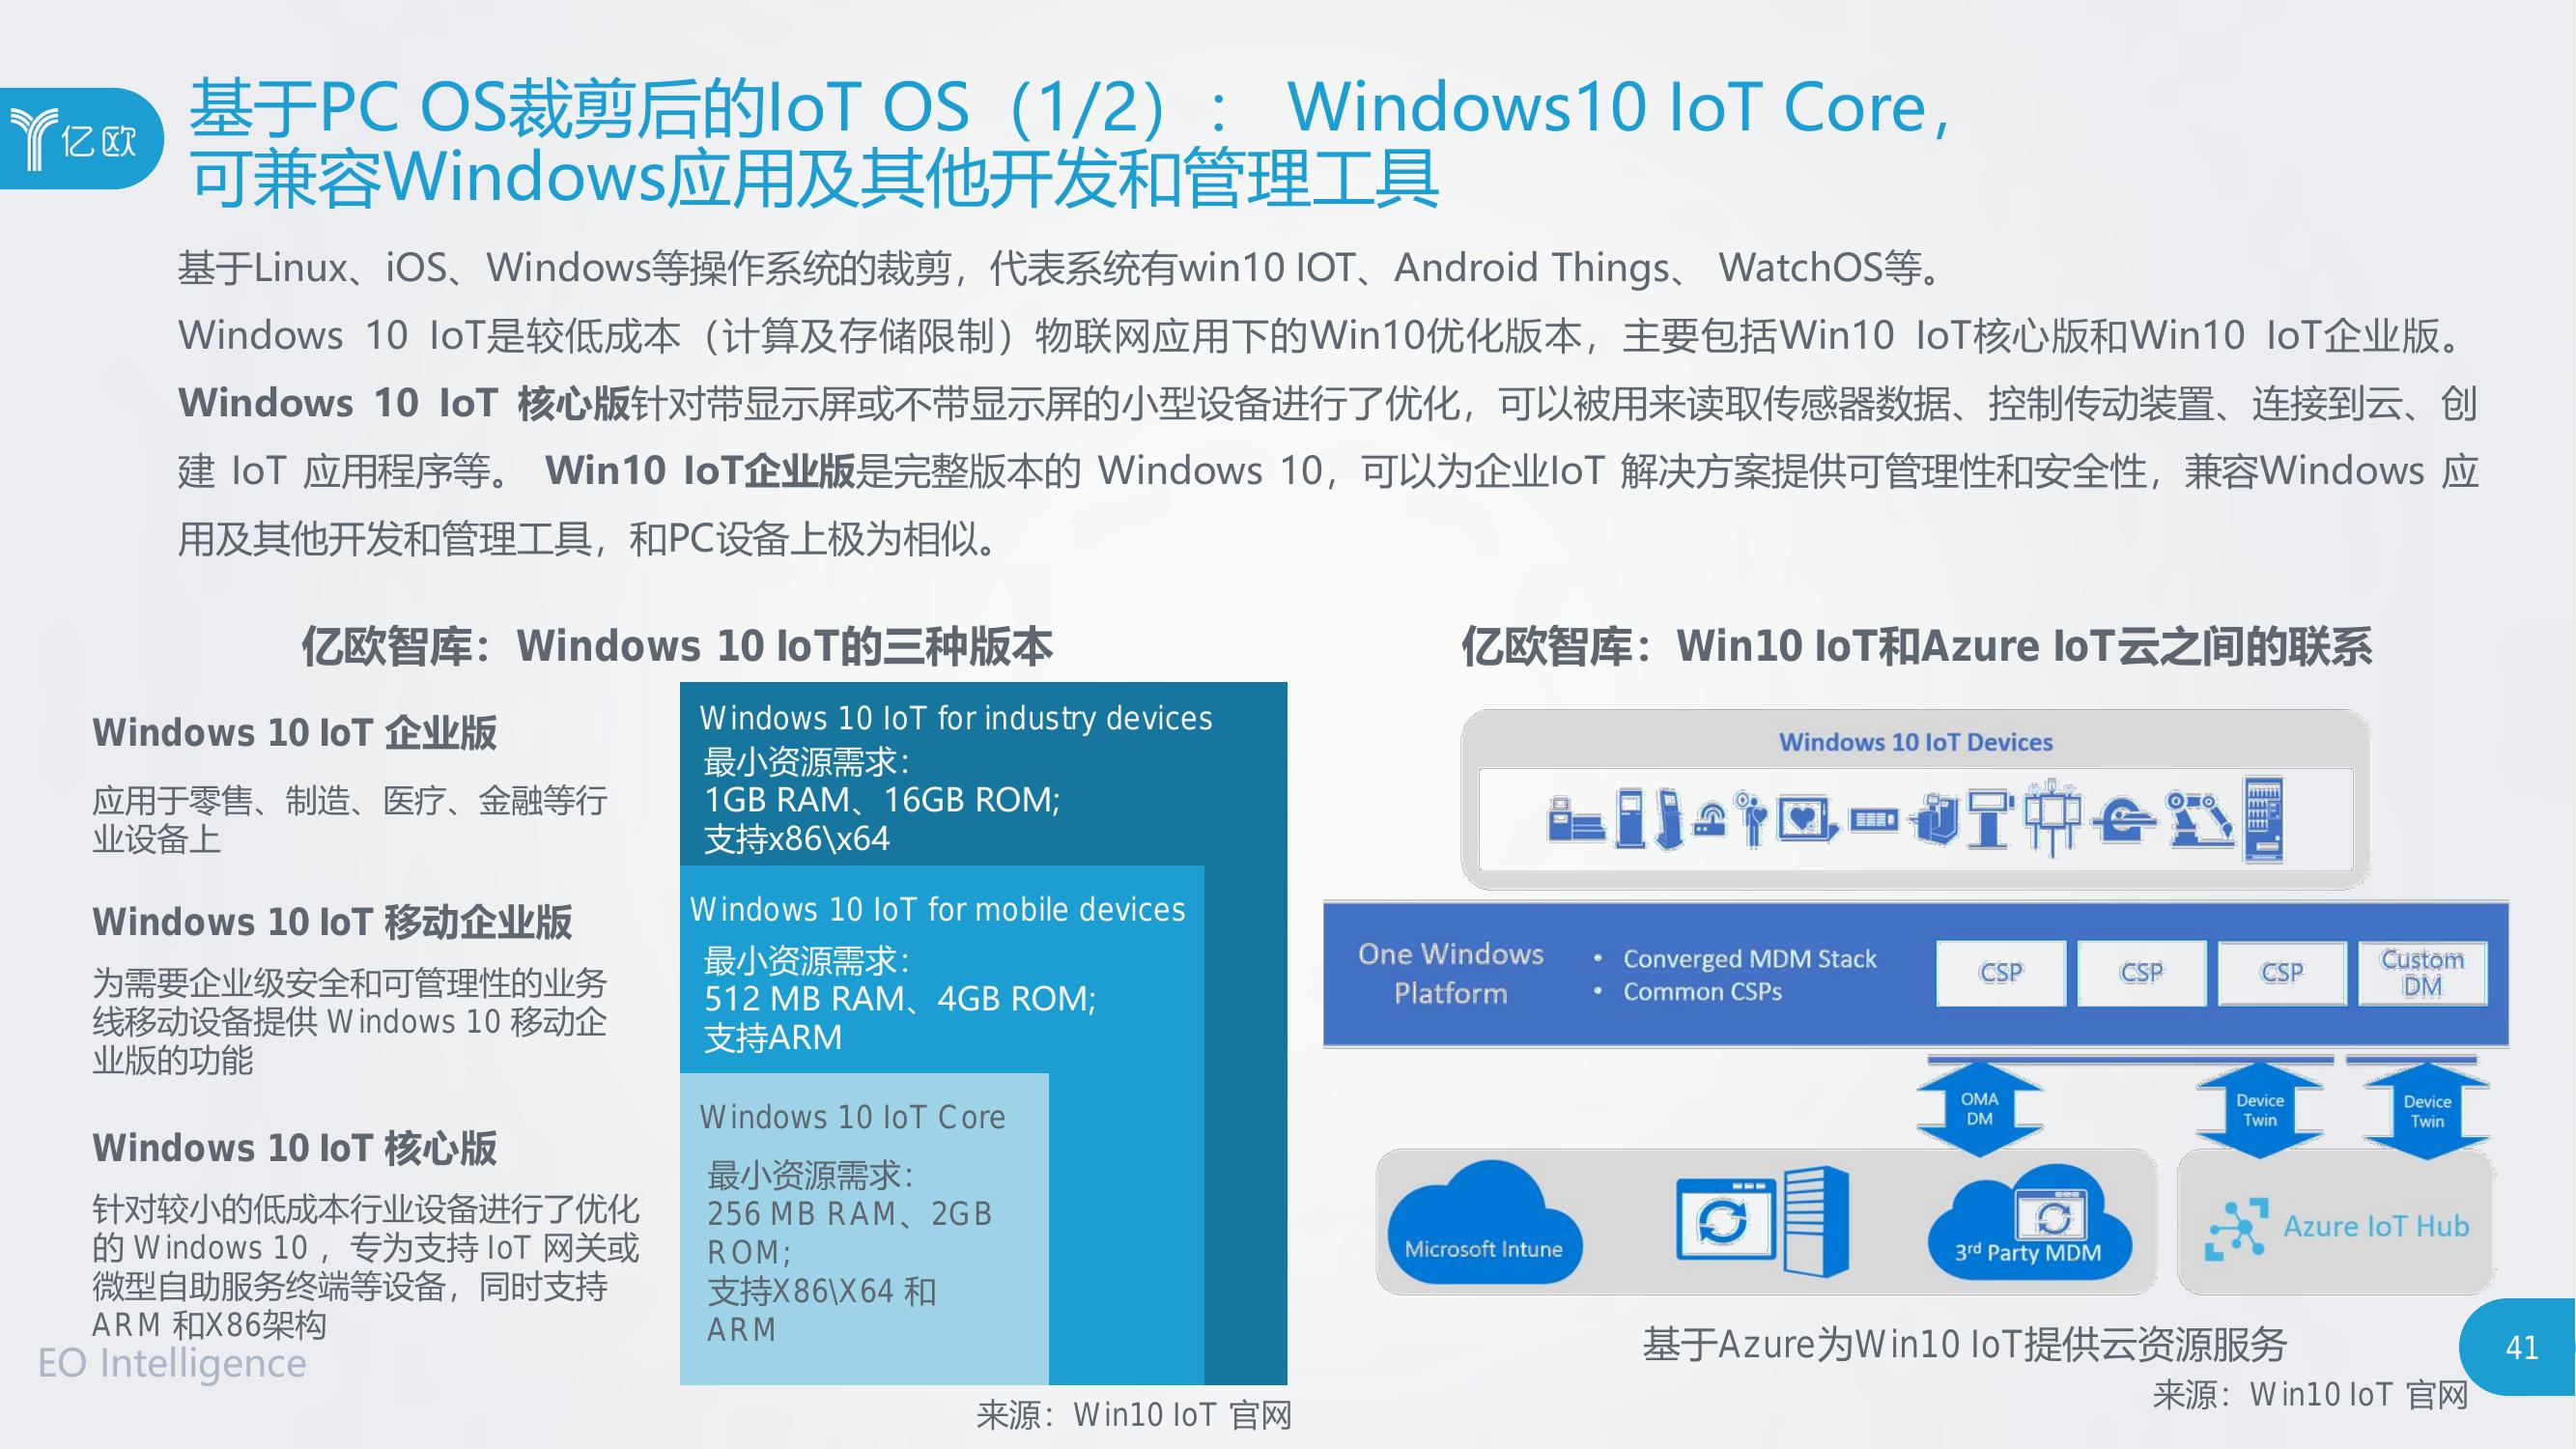 亿欧
基于PC OS裁剪后的IoT OS（1/2）： Windows10 IoT Core，
可兼容Windows应用及其他开发和管理工具
基于Linux、iOS、Windows等操作系统的裁剪，代表系统有win10 IOT、Android Things、 WatchOS等。
Windows 10 IoT是较低成本（计算及存储限制）物联网应用下的Win10优化版本，主要包括Win10 IoT核心版和Win10 IoT企业版。
Windows 10 IoT 核心版针对带显示屏或不带显示屏的小型设备进行了优化，可以被用来读取传感器数据、控制传动装置、连接到云、创
建 IoT 应用程序等。 Win10 IoT企业版是完整版本的 Windows 10，可以为企业IoT 解决方案提供可管理性和安全性，兼容Windows 应
用及其他开发和管理工具，和PC设备上极为相似。
亿欧智库：Windows 10 IoT的三种版本
Windows 10 IoT 企业版
应用于零售、制造、医疗、金融等行
业设备上
Windows 10 IoT 移动企业版
为需要企业级安全和可管理性的业务
线移动设备提供 Windows 10 移动企
业版的功能
Windows 10 IoT 核心版
针对较小的低成本行业设备进行了优化
的 Windows 10 ，专为支持 IoT 网关或
微型自助服务终端等设备，同时支持
ARM 和X86架构
Windows 10 IoT for industry devices
最小资源需求：
1GB RAM、16GB ROM;
支持x86\x64
Windows 10 IoT for mobile devices
最小资源需求：
512 MB RAM、4GB ROM;
支持ARM
Windows 10 IoT Core
最小资源需求：
256 MB RAM、2GB
ROM;
支持X86\X64 和
ARM
来源：Win10 IoT 官网
亿欧智库：Win10 IoT和Azure IoT云之间的联系
Windows 10 IoT Devices
One Windows
Platform
• Converged MDM Stack
• Common CSPs
CSP
CSP
CSP
Custom
DM
OMA
DM
Device
Twin
Device
Twin
Microsoft Intune
3rd Party MDM
Azure IoT Hub
基于Azure为Win10 IoT提供云资源服务
来源：Win10 IoT 官网
EO Intelligence
41